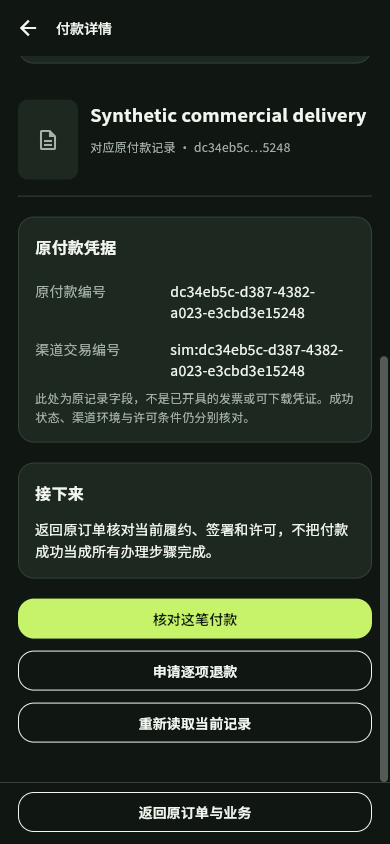 付款详情
Synthetic commercial delivery
对应原付款记录 · dc34eb5c…5248
原付款凭据
原付款编号
dc34eb5c-d387-4382-
a023-e3cbd3e15248
渠道交易编号
sim:dc34eb5c-d387-4382-
a023-e3cbd3e15248
此处为原记录字段，不是已开具的发票或可下载凭证。成功
状态、渠道环境与许可条件仍分别核对。
接下来
返回原订单核对当前履约、签署和许可，不把付款
成功当成所有办理步骤完成。
核对这笔付款
申请逐项退款
重新读取当前记录
返回原订单与业务